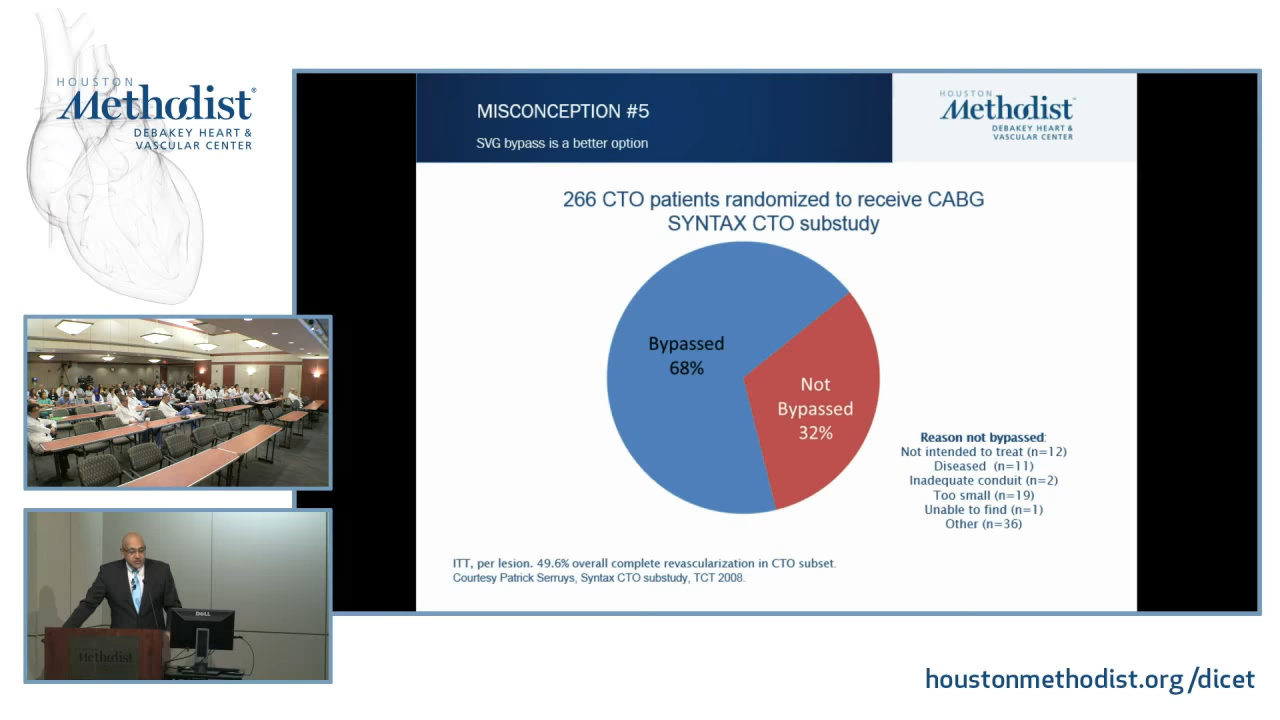 HOUSTON
Methodist®
DEBAKEY HEART &
VASCULAR CENTER
MISCONCEPTION #5
SVG bypass is a better option
HOUSTON
Methodist
DEBAKEY HEART &
VASCULAR CENTER
266 CTO patients randomized to receive CABG
SYNTAX CTO substudy
Bypassed
68%
Not
Bypassed
32%
Reason not bypassed:
Not intended to treat (n=12)
Diseased (n=11)
Inadequate conduit (n=2)
Too small (n=19)
Unable to find (n=1)
Other (n=36)
ITT, per lesion. 49.6% overall complete revascularization in CTO subset.
Courtesy Patrick Serruys, Syntax CTO substudy, TCT 2008.
DELL
Methodist
houstonmethodist.org/dicet